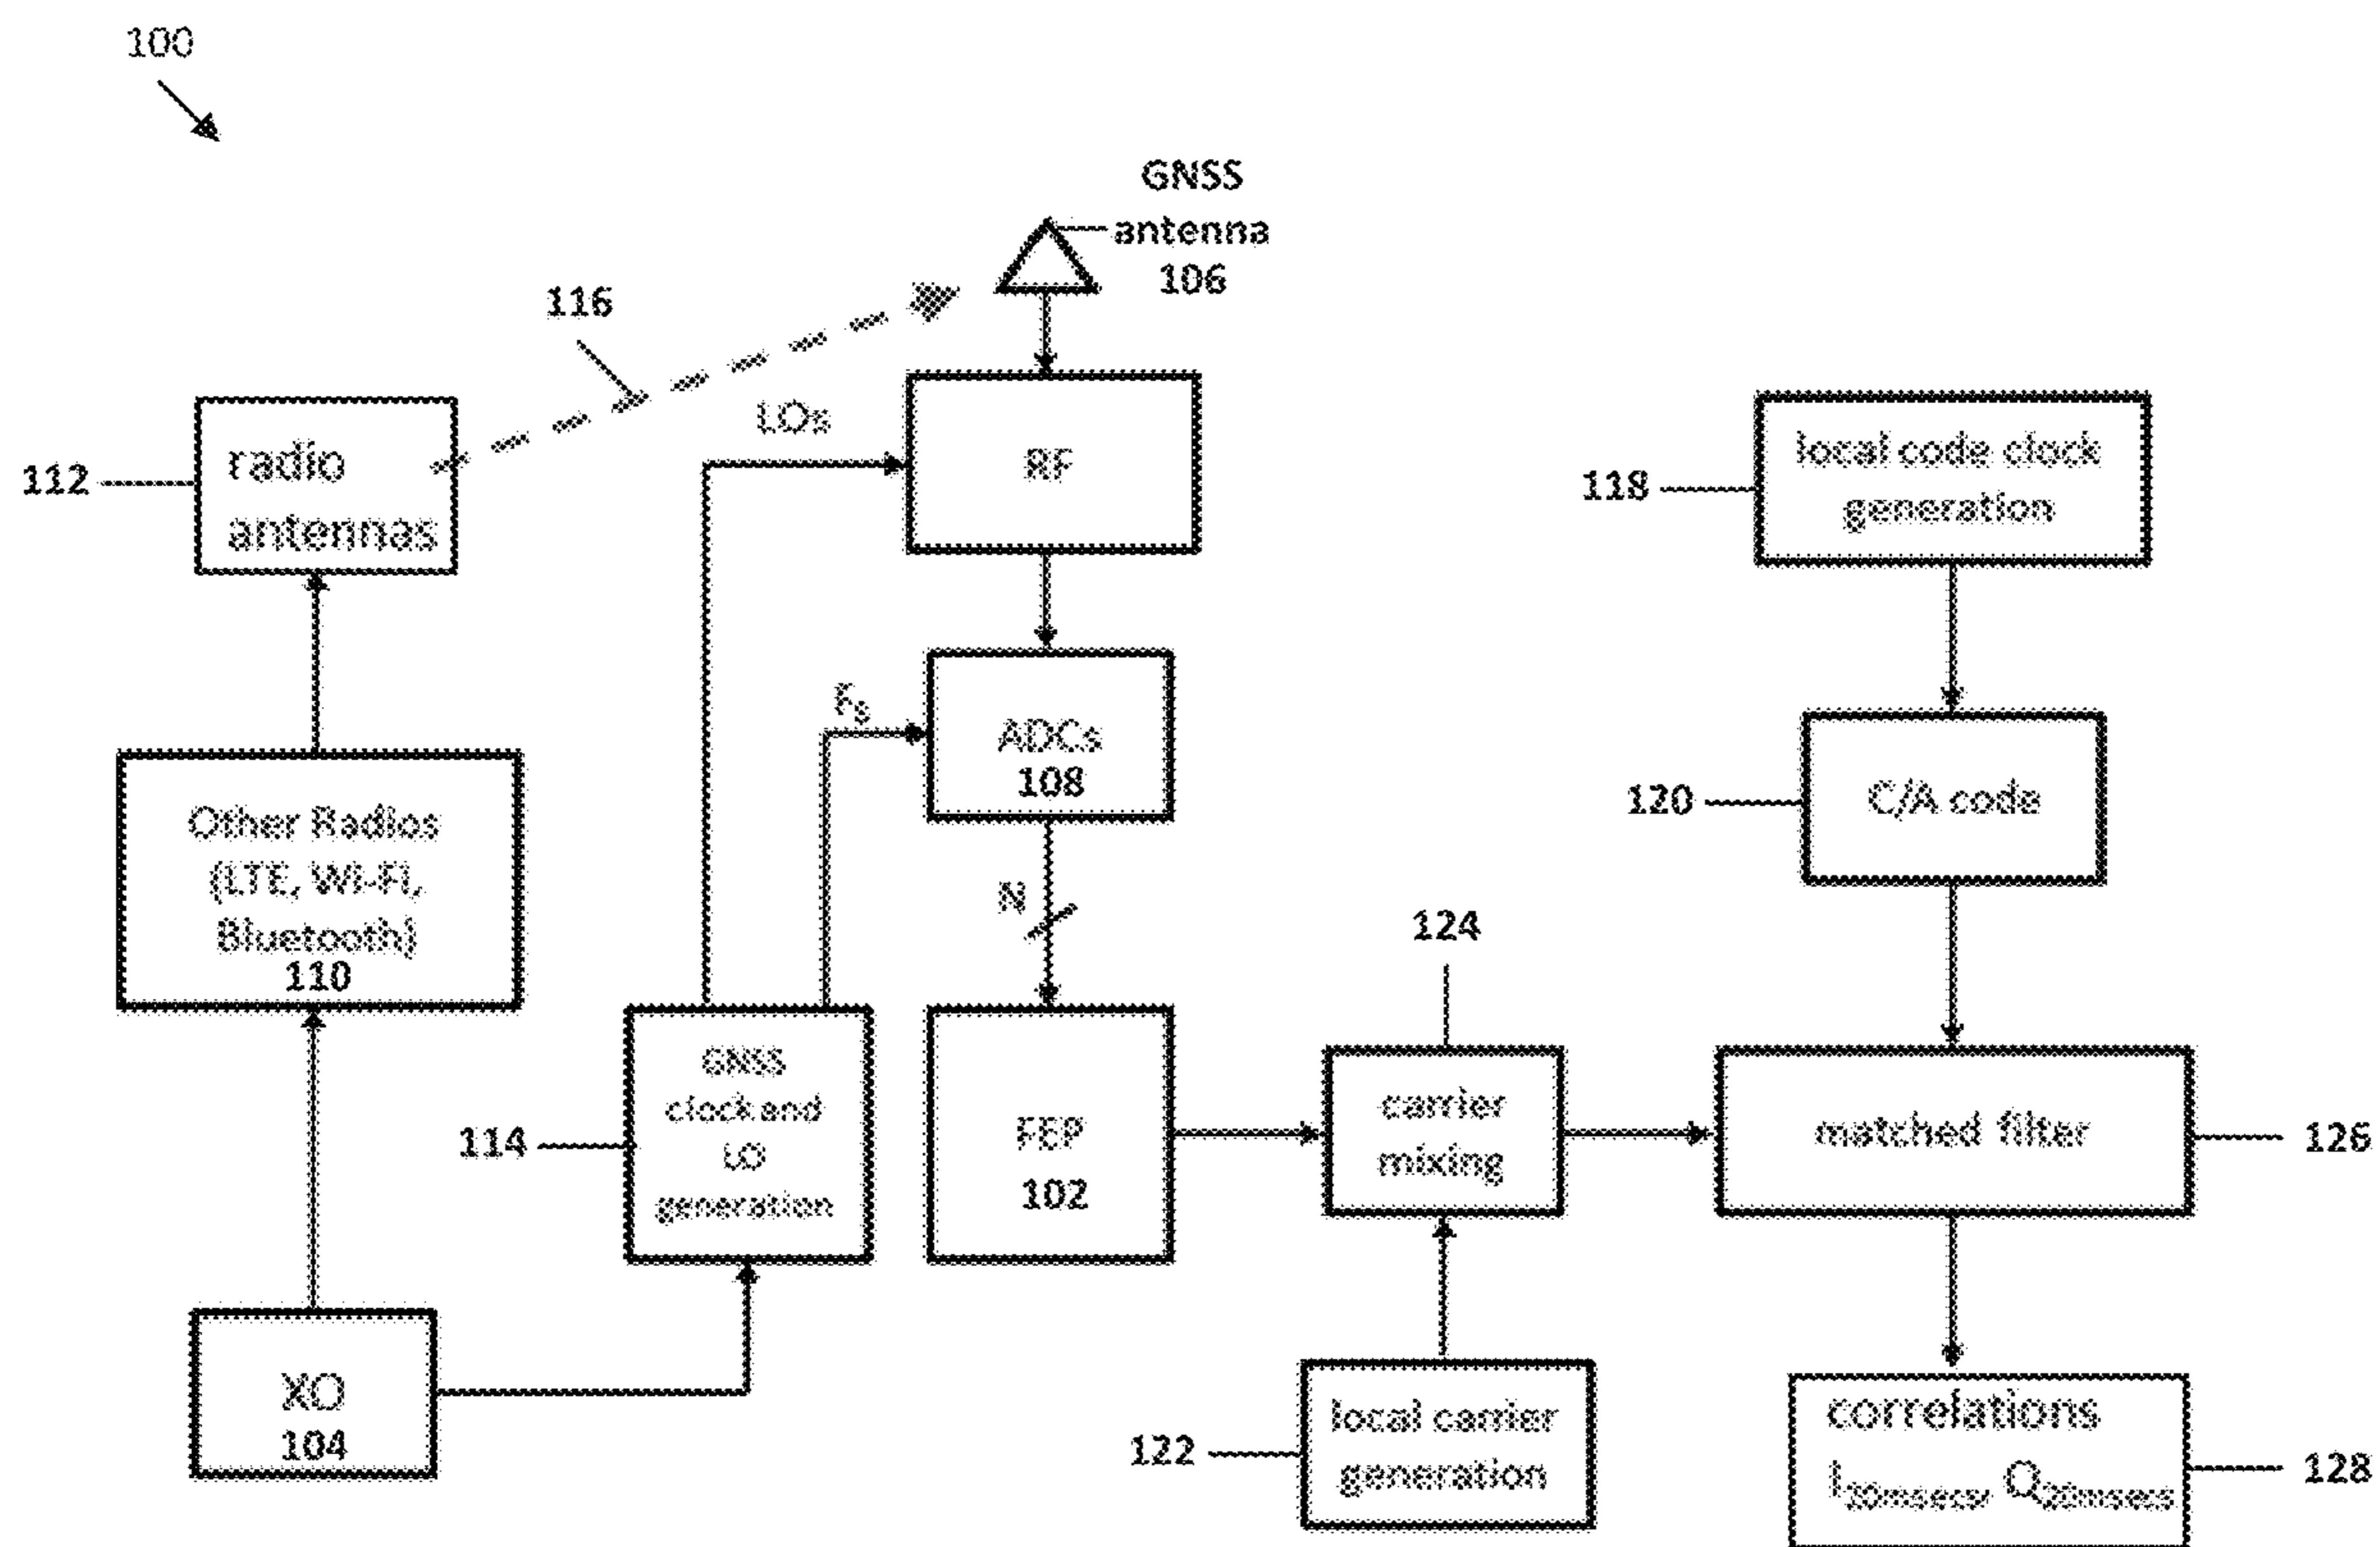 100
GNSS
antenna
106
116
LOs
RF
radio
antennas
112
local code clock
generation
118
Fs
ADCs
108
C/A code
120
Other Radios
(LTE, Wi-Fi,
Bluetooth)
110
N
124
GNSS
clock and
LO
generation
114
FEP
102
carrier
mixing
matched filter
126
XO
104
local carrier
generation
122
correlations
I20msecs, Q20msecs
128